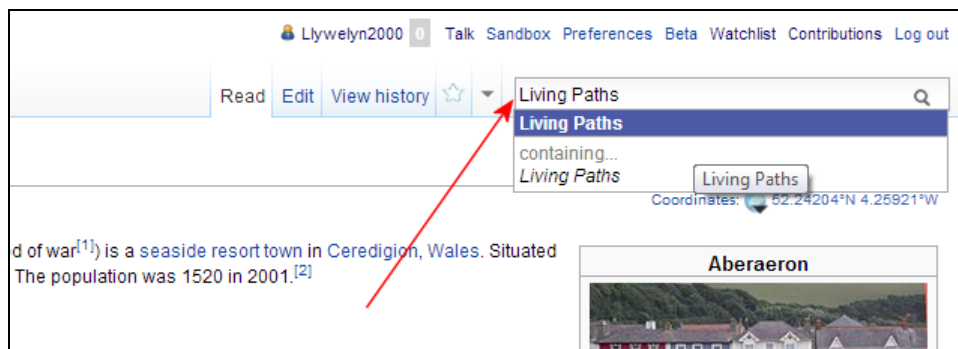 Llywelyn2000 0 Talk Sandbox Preferences Beta Watchlist Contributions Log out
Read Edit View history Living Paths
Living Paths
containing...
Living Paths
Living Paths
Coordinates: 52.24204°N 4.25921°W
d of war[1]) is a seaside resort town in Ceredigion, Wales. Situated
The population was 1520 in 2001.[2]
Aberaeron